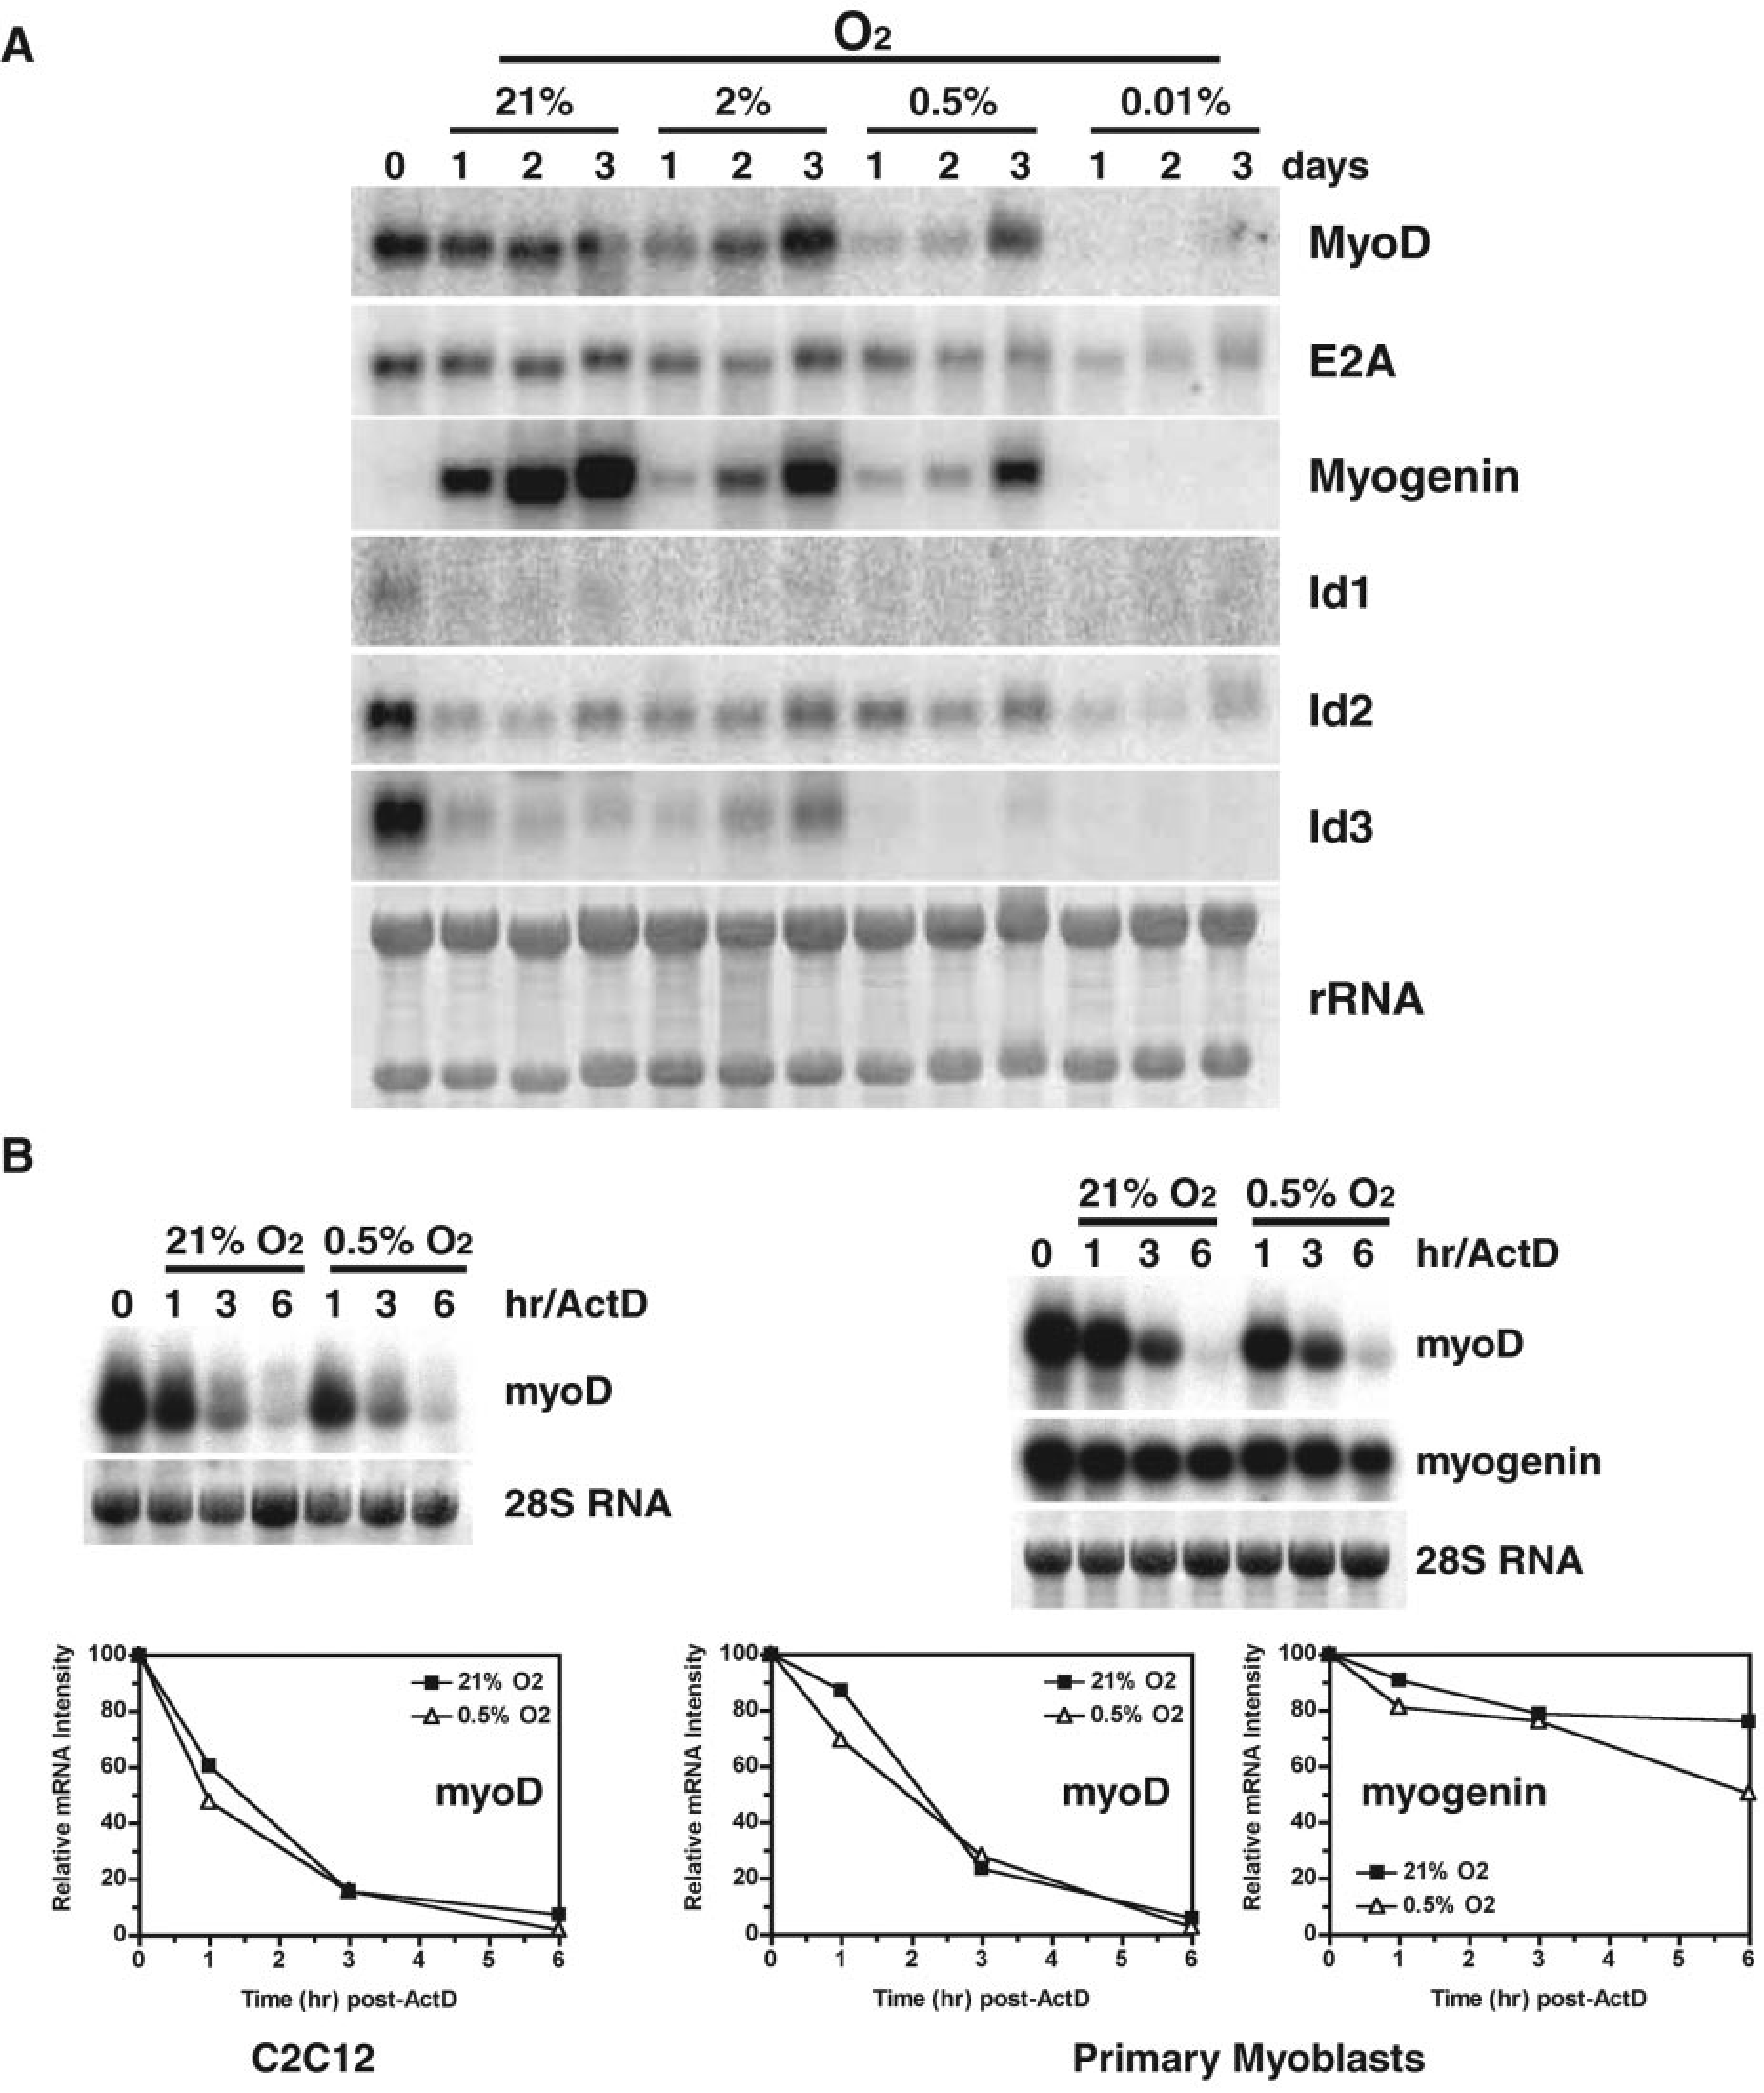 A
O2
21% 2% 0.5% 0.01%
0 1 2 3 1 2 3 1 2 3 1 2 3 days
MyoD
E2A
Myogenin
Id1
Id2
Id3
rRNA
B
21% O2 0.5% O2
0 1 3 6 1 3 6 hr/ActD
myoD
28S RNA
21% O2 0.5% O2
0 1 3 6 1 3 6 hr/ActD
myoD
myogenin
28S RNA
Relative mRNA Intensity
100
80
60
40
20
0
0 1 2 3 4 5 6
21% O2
0.5% O2
myoD
Time (hr) post-ActD
C2C12
Relative mRNA Intensity
100
80
60
40
20
0
0 1 2 3 4 5 6
21% O2
0.5% O2
myoD
Time (hr) post-ActD
Relative mRNA Intensity
100
80
60
40
20
0
0 1 2 3 4 5 6
myogenin
21% O2
0.5% O2
Time (hr) post-ActD
Primary Myoblasts